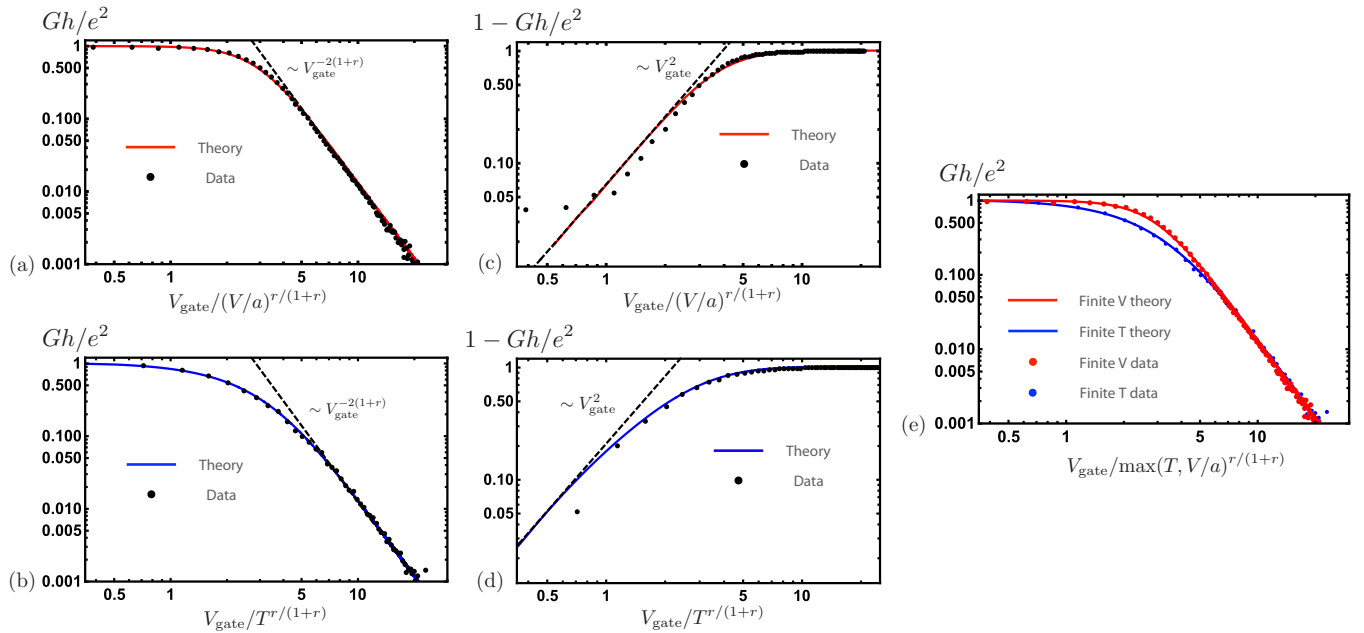 Gh/e²
1
0.500
0.100
0.050
0.010
0.005
0.001
∼ V_gate^{-2(1+r)}
Theory
Data
(a)
0.5 1 5 10
V_gate/(V/a)^{r/(1+r)}
1 − Gh/e²
1
0.50
0.10
0.05
∼ V_gate^2
Theory
Data
(c)
0.5 1 5 10
V_gate/(V/a)^{r/(1+r)}
Gh/e²
1
0.500
0.100
0.050
0.010
0.005
0.001
∼ V_gate^{-2(1+r)}
Theory
Data
(b)
0.5 1 5 10
V_gate/T^{r/(1+r)}
1 − Gh/e²
1
0.50
0.10
0.05
∼ V_gate^2
Theory
Data
(d)
0.5 1 5 10
V_gate/T^{r/(1+r)}
Gh/e²
1
0.500
0.100
0.050
0.010
0.005
0.001
Finite V theory
Finite T theory
Finite V data
Finite T data
(e)
0.5 1 5 10
V_gate/max(T, V/a)^{r/(1+r)}